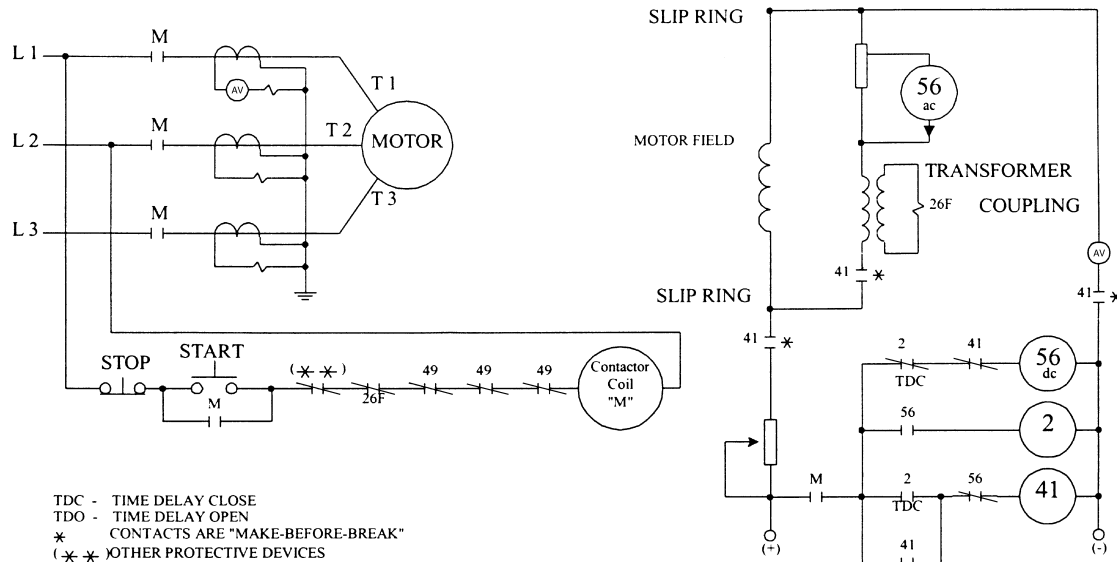 SLIP RING
L 1
M
AV
T 1
56
ac
L 2
M
T 2
MOTOR
MOTOR FIELD
TRANSFORMER
26F
COUPLING
T 3
L 3
M
AV
41 *
SLIP RING
41 *
41 *
STOP
START
(* *)
26F
49
49
49
M
Contactor
Coil
"M"
2
TDC
41
56
dc
56
2
M
2
TDC
56
41
41
(+)
(-)
TDC - TIME DELAY CLOSE
TDO - TIME DELAY OPEN
* CONTACTS ARE "MAKE-BEFORE-BREAK"
(* *) OTHER PROTECTIVE DEVICES